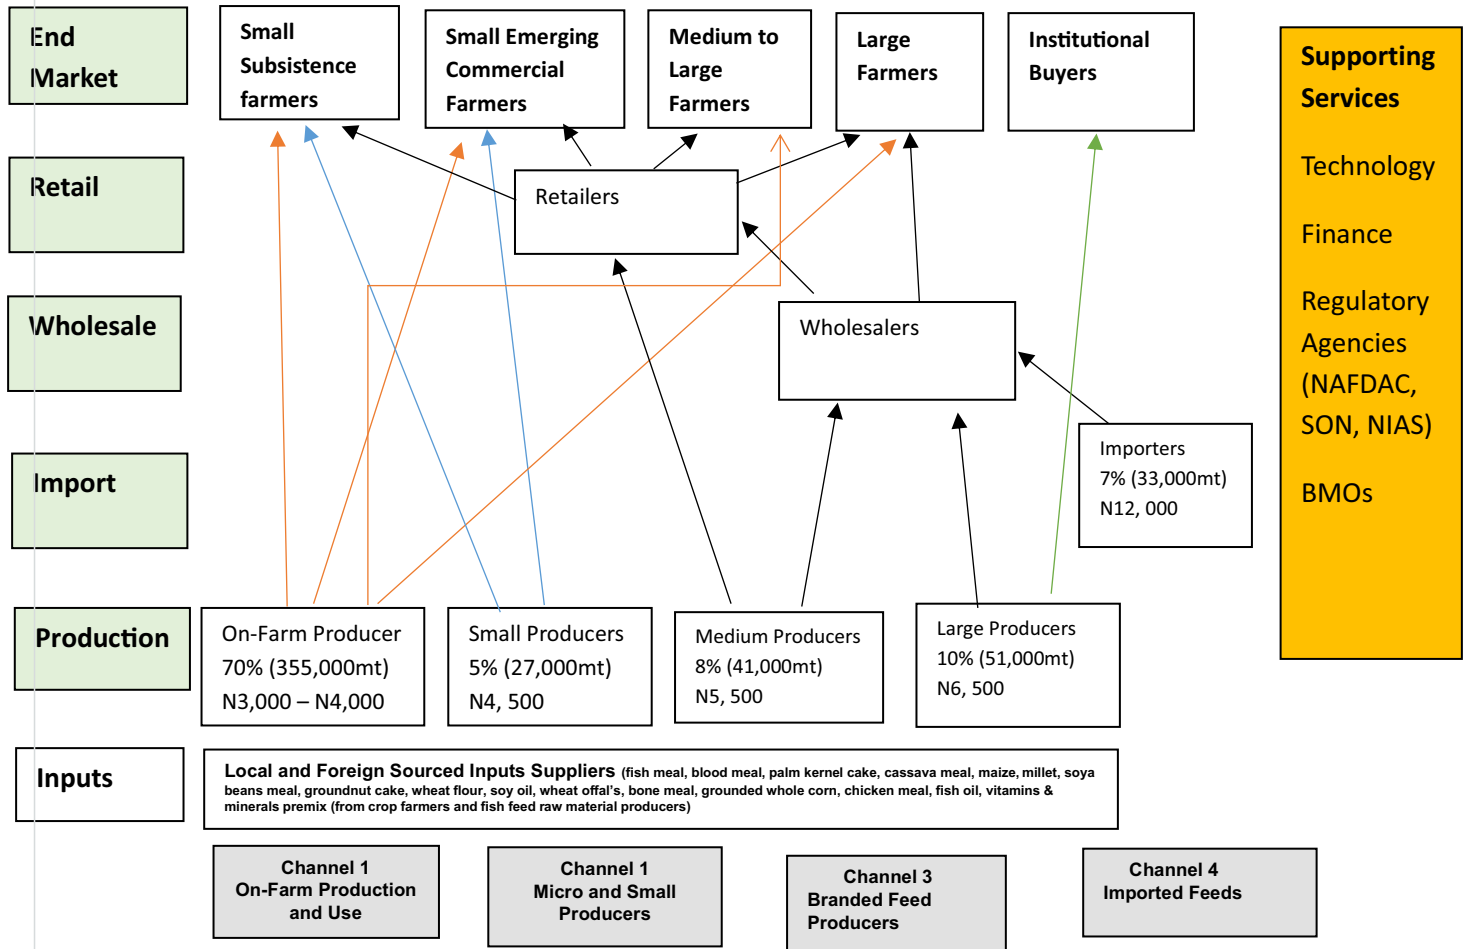 End
Market
Small
Subsistence
farmers
Small Emerging
Commercial
Farmers
Medium to
Large
Farmers
Large
Farmers
Institutional
Buyers
Supporting
Services
Technology
Finance
Regulatory
Agencies
(NAFDAC,
SON, NIAS)
BMOs
Retail
Retailers
Wholesale
Wholesalers
Import
Importers
7% (33,000mt)
N12, 000
Production
On-Farm Producer
70% (355,000mt)
N3,000 – N4,000
Small Producers
5% (27,000mt)
N4, 500
Medium Producers
8% (41,000mt)
N5, 500
Large Producers
10% (51,000mt)
N6, 500
Inputs
Local and Foreign Sourced Inputs Suppliers (fish meal, blood meal, palm kernel cake, cassava meal, maize, millet, soya
beans meal, groundnut cake, wheat flour, soy oil, wheat offal's, bone meal, grounded whole corn, chicken meal, fish oil, vitamins &
minerals premix (from crop farmers and fish feed raw material producers)
Channel 1
On-Farm Production
and Use
Channel 1
Micro and Small
Producers
Channel 3
Branded Feed
Producers
Channel 4
Imported Feeds